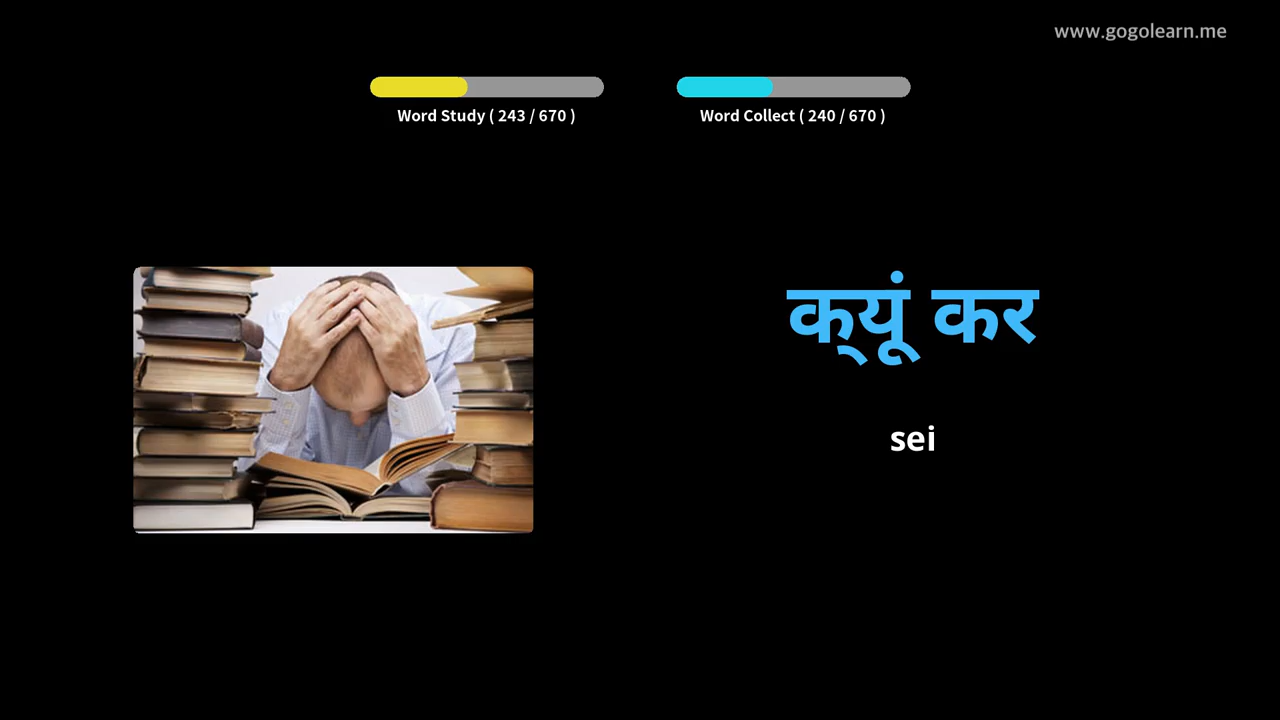 www.gogolearn.me
Word Study ( 243 / 670 )
Word Collect ( 240 / 670 )
क्यूं कर
sei